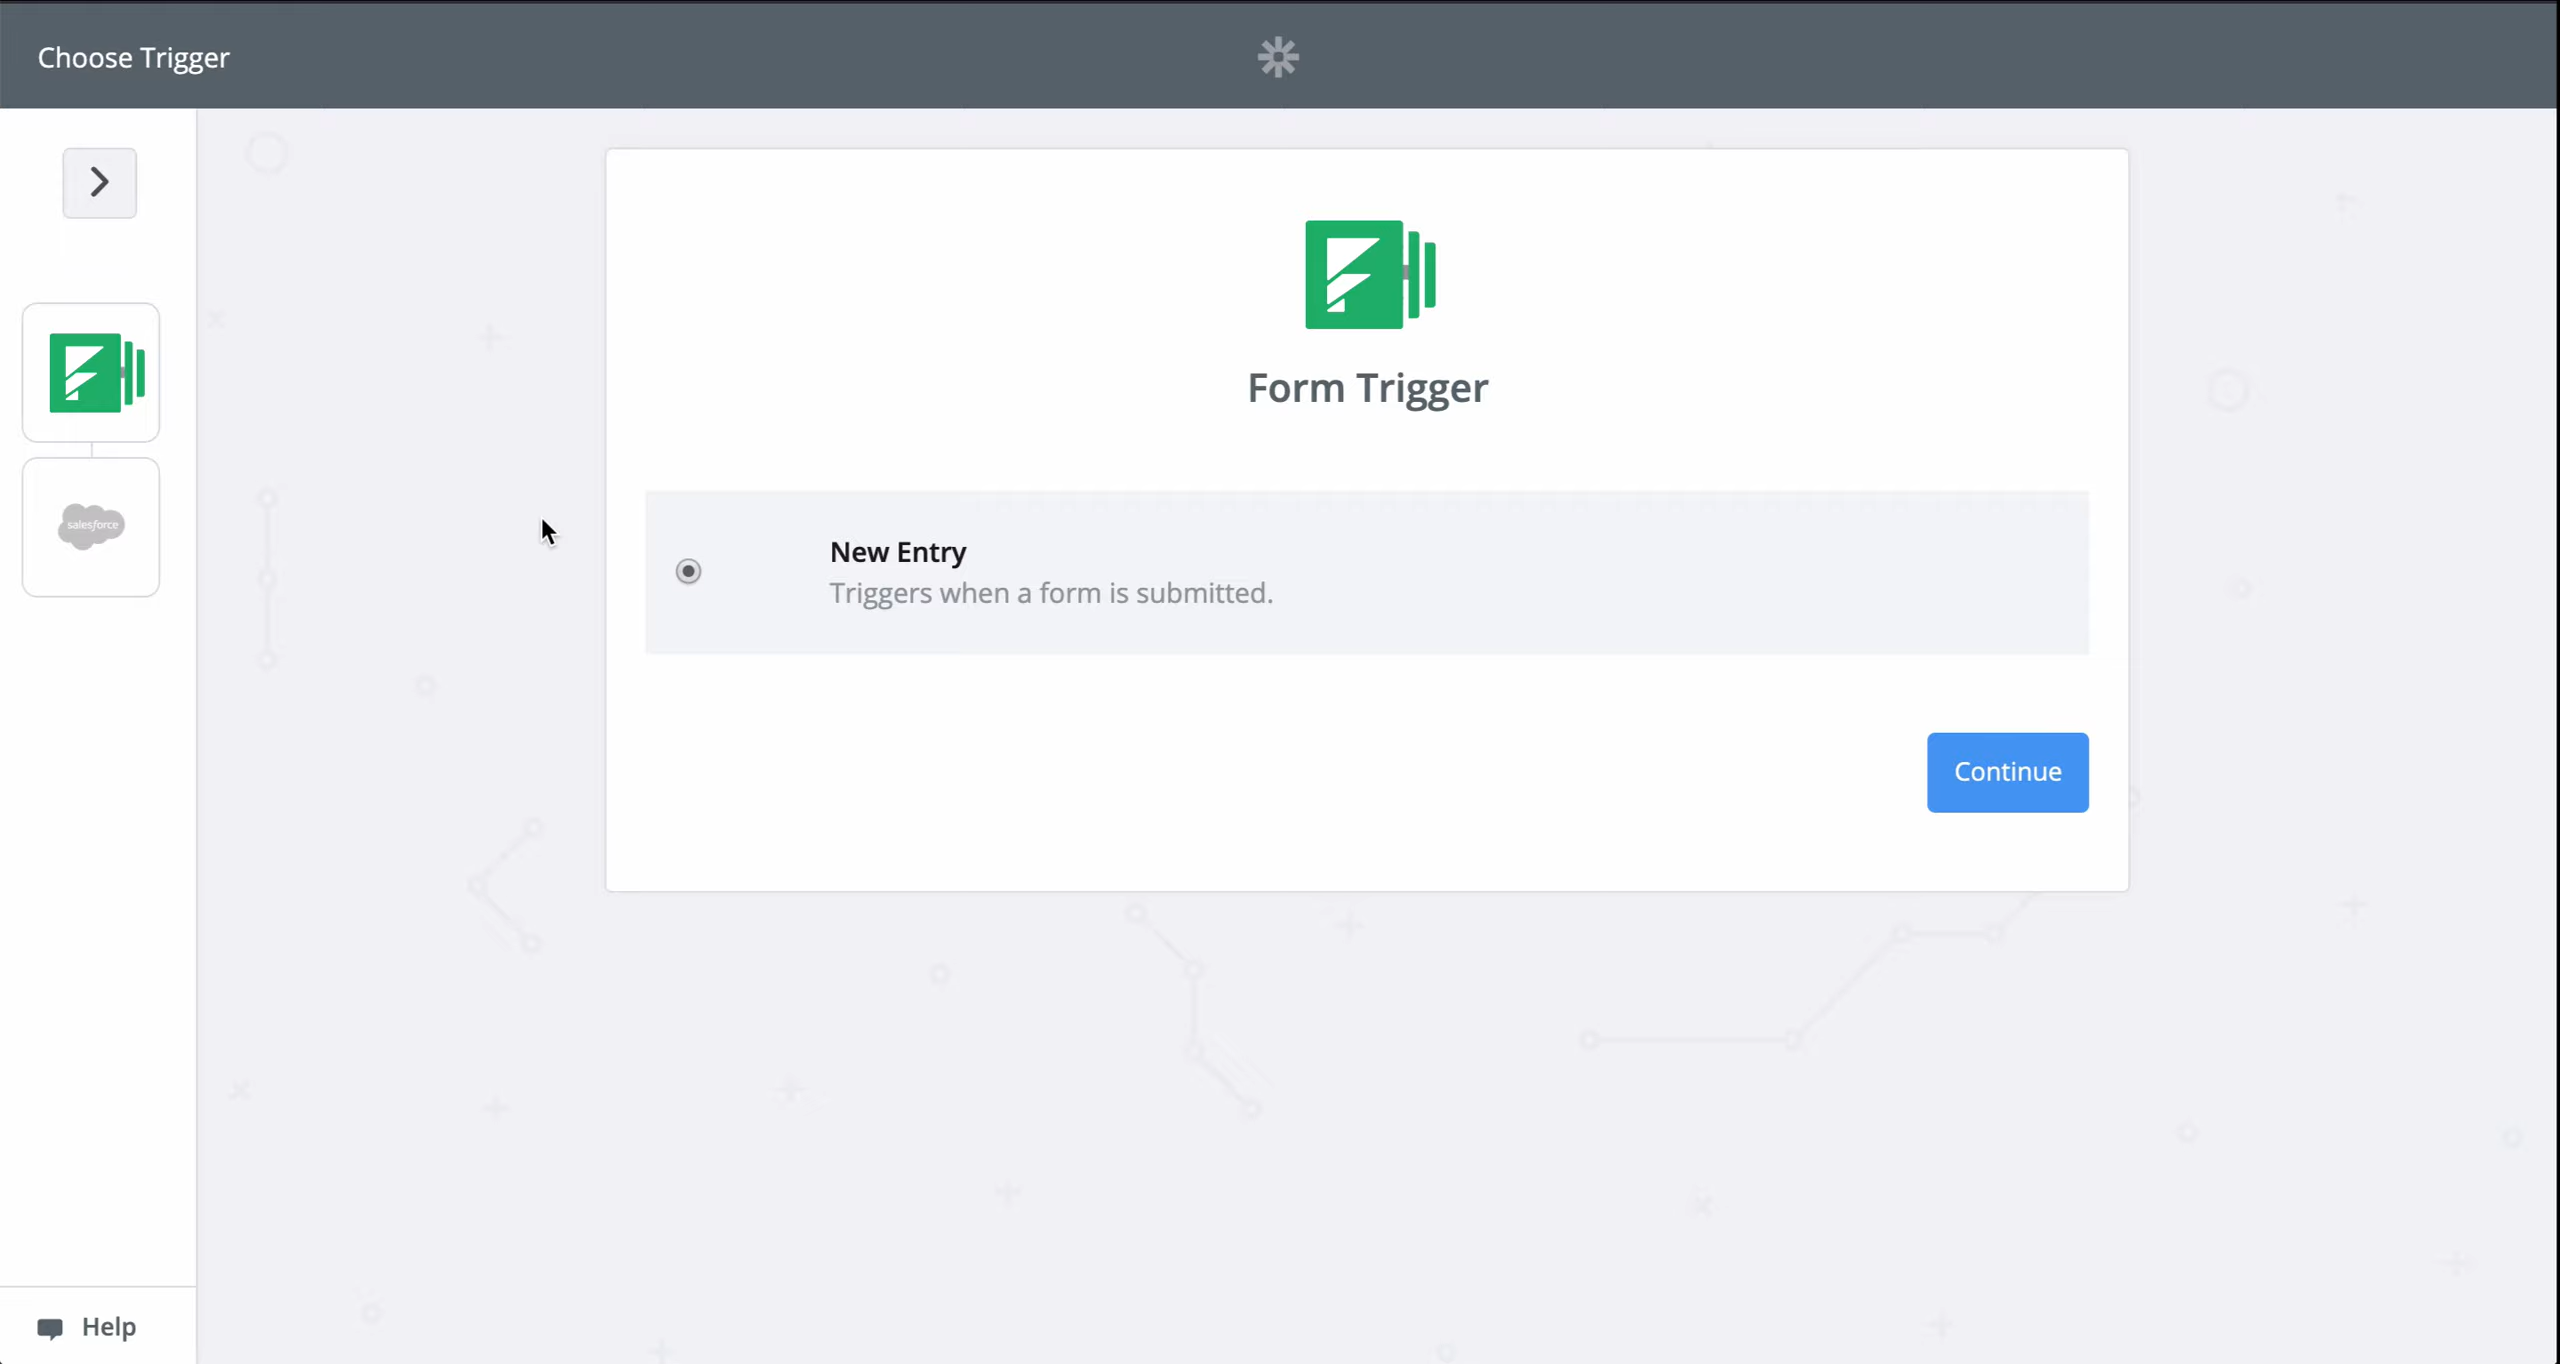 Choose Trigger
Form Trigger
salesforce
New Entry
Triggers when a form is submitted.
Continue
Help